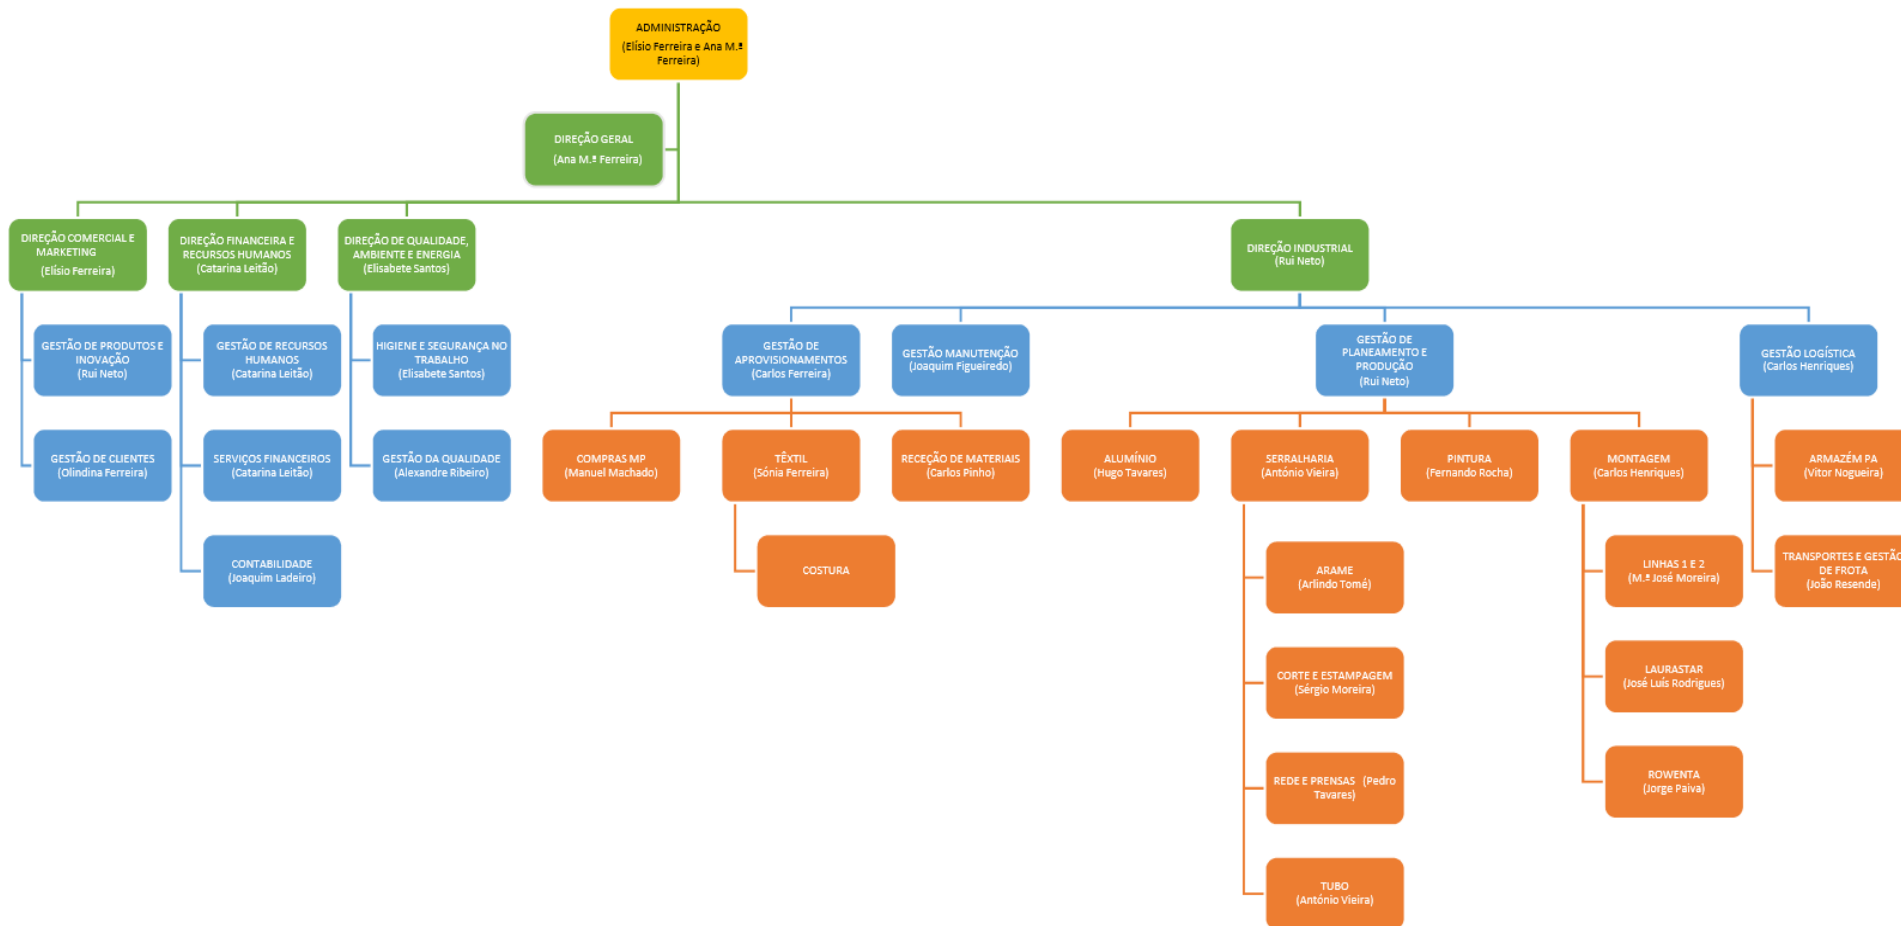 ADMINISTRAÇÃO
(Elísio Ferreira e Ana M.ª
Ferreira)
DIREÇÃO GERAL
(Ana M.ª Ferreira)
DIREÇÃO COMERCIAL E
MARKETING
(Elísio Ferreira)
DIREÇÃO FINANCEIRA E
RECURSOS HUMANOS
(Catarina Leitão)
DIREÇÃO DE QUALIDADE,
AMBIENTE E ENERGIA
(Elisabete Santos)
DIREÇÃO INDUSTRIAL
(Rui Neto)
GESTÃO DE PRODUTOS E
INOVAÇÃO
(Rui Neto)
GESTÃO DE RECURSOS
HUMANOS
(Catarina Leitão)
HIGIENE E SEGURANÇA NO
TRABALHO
(Elisabete Santos)
GESTÃO DE
APROVISIONAMENTOS
(Carlos Ferreira)
GESTÃO MANUTENÇÃO
(Joaquim Figueiredo)
GESTÃO DE
PLANEAMENTO E
PRODUÇÃO
(Rui Neto)
GESTÃO LOGÍSTICA
(Carlos Henriques)
GESTÃO DE CLIENTES
(Olindina Ferreira)
SERVIÇOS FINANCEIROS
(Catarina Leitão)
GESTÃO DA QUALIDADE
(Alexandre Ribeiro)
COMPRAS MP
(Manuel Machado)
TÊXTIL
(Sónia Ferreira)
RECEÇÃO DE MATERIAIS
(Carlos Pinho)
ALUMÍNIO
(Hugo Tavares)
SERRALHARIA
(António Vieira)
PINTURA
(Fernando Rocha)
MONTAGEM
(Carlos Henriques)
ARMAZÉM PA
(Vitor Nogueira)
CONTABILIDADE
(Joaquim Ladeiro)
COSTURA
ARAME
(Arlindo Tomé)
LINHAS 1 E 2
(M.ª José Moreira)
TRANSPORTES E GESTÃO
DE FROTA
(João Resende)
CORTE E ESTAMPAGEM
(Sérgio Moreira)
LAURASTAR
(José Luís Rodrigues)
REDE E PRENSAS (Pedro
Tavares)
ROWENTA
(Jorge Paiva)
TUBO
(António Vieira)